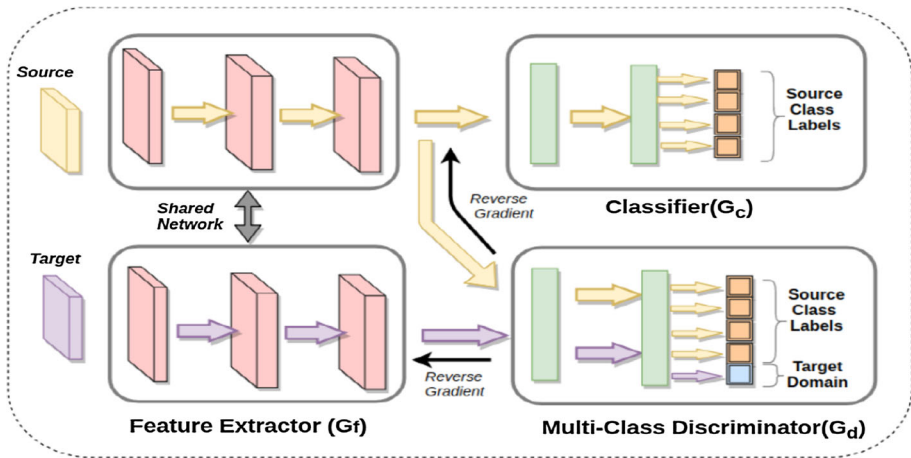 Source
Source
Class
Labels
Shared
Network
Reverse
Gradient
Classifier(Gc)
Target
Source
Class
Labels
Target
Domain
Reverse
Gradient
Feature Extractor (Gf)
Multi-Class Discriminator(Gd)